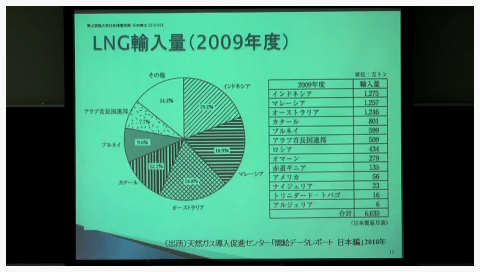 LNG輸入量(2009年度)
単位:万トン
2009年度 輸入量
インドネシア 1,275
マレーシア 1,257
オーストラリア 1,246
カタール 801
ブルネイ 599
アラブ首長国連邦 509
ロシア 434
オマーン 279
赤道ギニア 135
アメリカ 56
ナイジェリア 23
トリニダード・トバゴ 16
アルジェリア 6
合計 6,635
その他
14.3%
インドネシア
19.2%
アラブ首長国連邦
7.7%
ブルネイ
9.0%
マレーシア
18.9%
カタール
12.1%
18.8%
オーストラリア
(出所)天然ガス導入促進センター「需給データレポート 日本編」2010年